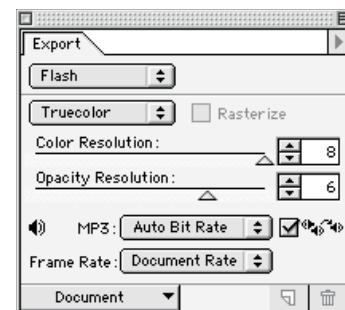 Export
Flash
Truecolor Rasterize
Color Resolution: 8
Opacity Resolution: 6
MP3: Auto Bit Rate
Frame Rate: Document Rate
Document